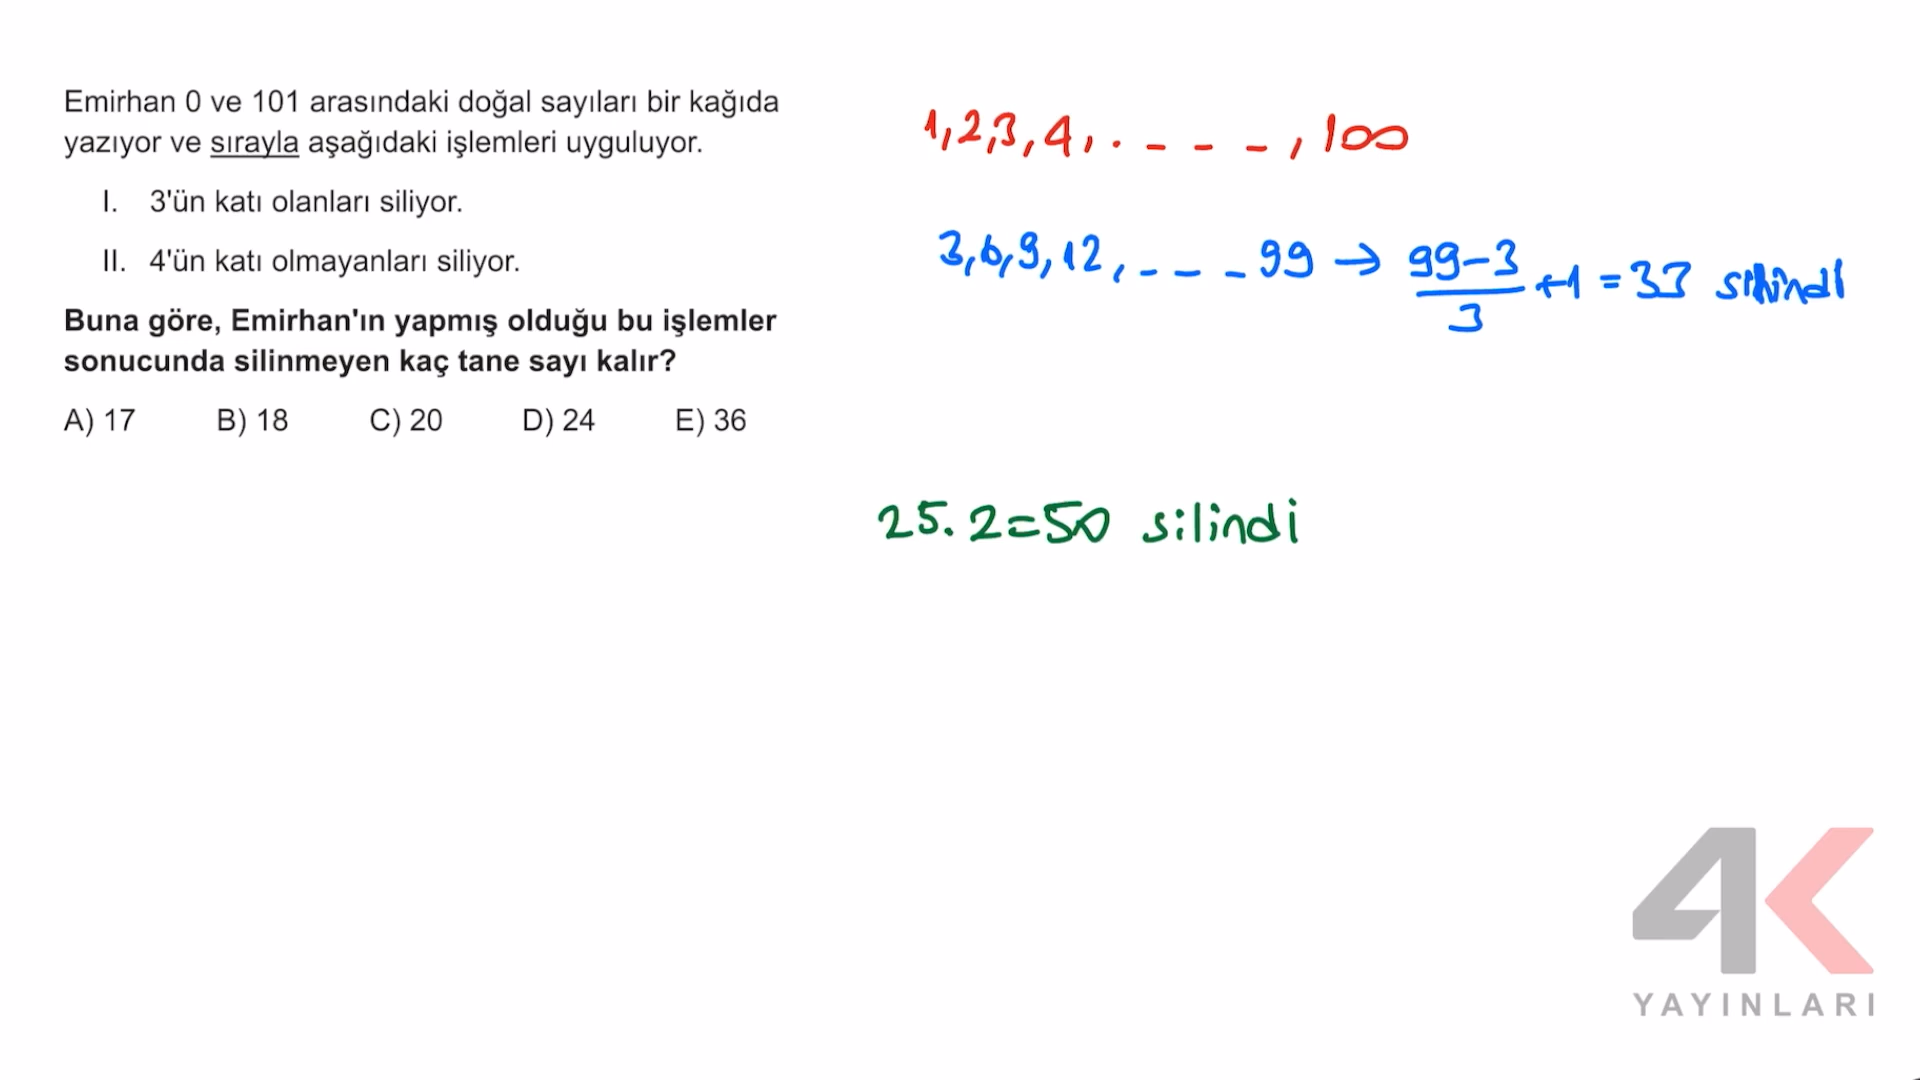 Emirhan 0 ve 101 arasındaki doğal sayıları bir kağıda
yazıyor ve sırayla aşağıdaki işlemleri uyguluyor.
I. 3'ün katı olanları siliyor.
II. 4'ün katı olmayanları siliyor.
Buna göre, Emirhan'ın yapmış olduğu bu işlemler
sonucunda silinmeyen kaç tane sayı kalır?
A) 17 B) 18 C) 20 D) 24 E) 36
1,2,3,4,. _ _ _ , 100
3,6,9,12, _ _ _ 99 → 99-3/3 +1 = 33 silindi
25.2=50 silindi
4K
YAYINLARI